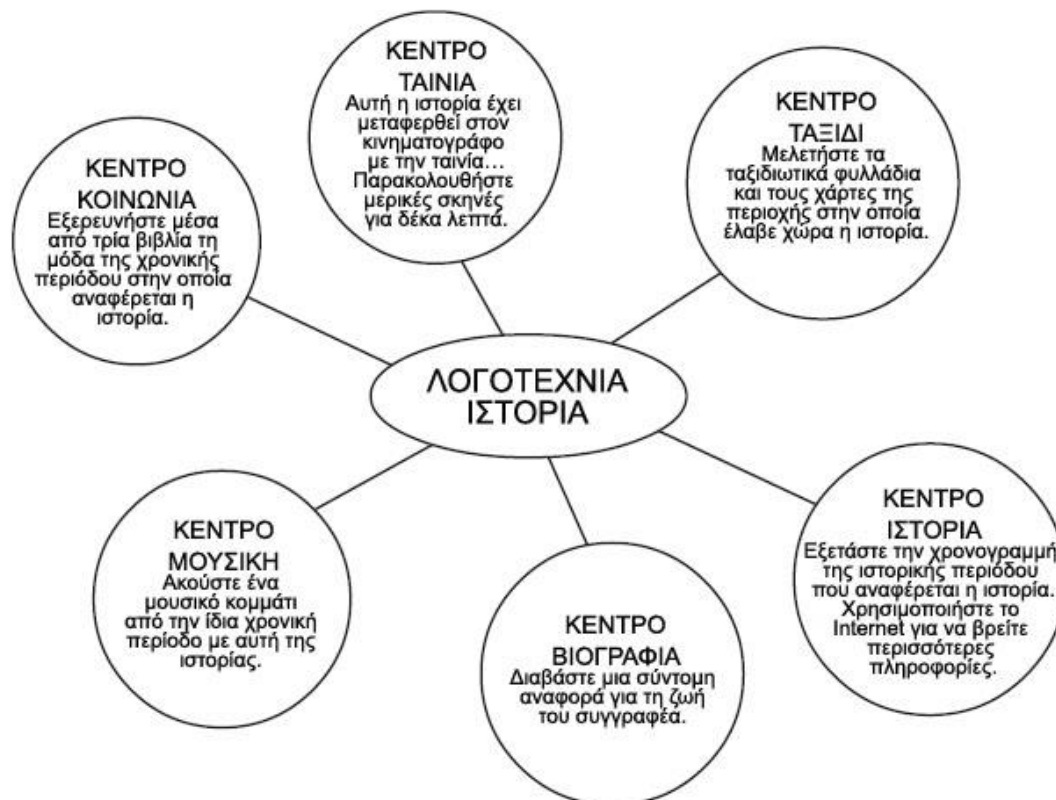 ΚΕΝΤΡΟ
ΤΑΙΝΙΑ
Αυτή η ιστορία έχει
μεταφερθεί στον
κινηματογράφο
με την ταινία…
Παρακολουθήστε
μερικές σκηνές
για δέκα λεπτά.
ΚΕΝΤΡΟ
ΤΑΞΙΔΙ
Μελετήστε τα
ταξιδιωτικά φυλλάδια
και τους χάρτες της
περιοχής στην οποία
έλαβε χώρα η ιστορία.
ΚΕΝΤΡΟ
ΚΟΙΝΩΝΙΑ
Εξερευνήστε μέσα
από τρία βιβλία τη
μόδα της χρονικής
περιόδου στην οποία
αναφέρεται η
ιστορία.
ΛΟΓΟΤΕΧΝΙΑ
ΙΣΤΟΡΙΑ
ΚΕΝΤΡΟ
ΜΟΥΣΙΚΗ
Ακούστε ένα
μουσικό κομμάτι
από την ίδια χρονική
περίοδο με αυτή της
ιστορίας.
ΚΕΝΤΡΟ
ΒΙΟΓΡΑΦΙΑ
Διαβάστε μια σύντομη
αναφορά για τη ζωή
του συγγραφέα.
ΚΕΝΤΡΟ
ΙΣΤΟΡΙΑ
Εξετάστε την χρονογραμμή
της ιστορικής περιόδου
που αναφέρεται η ιστορία.
Χρησιμοποιήστε το
Internet για να βρείτε
περισσότερες
πληροφορίες.